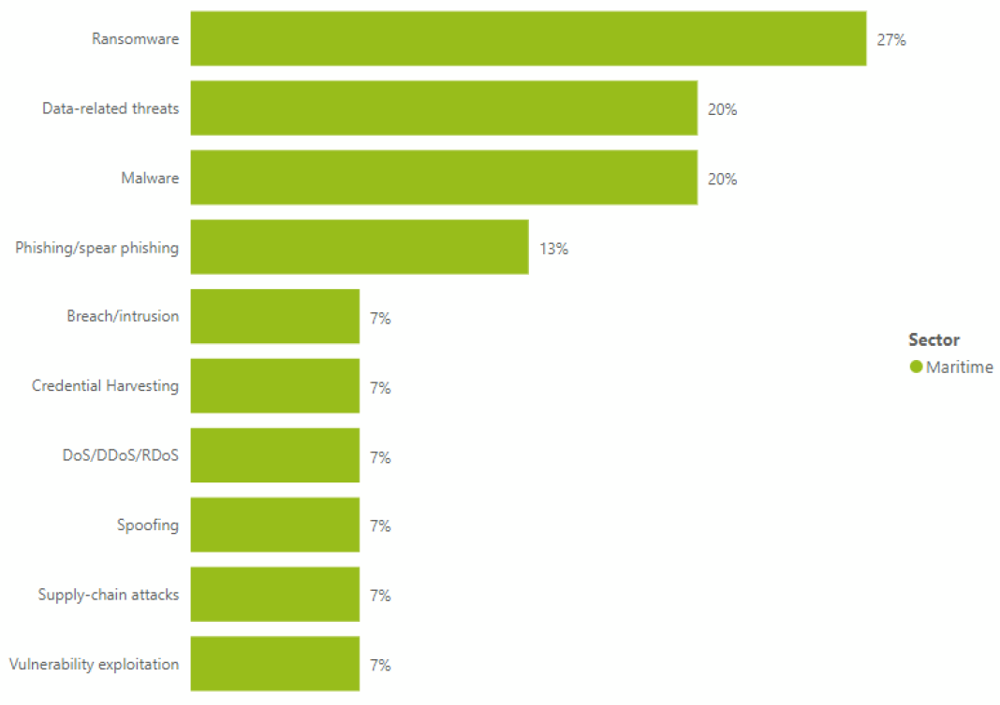 Ransomware 27%
Data-related threats 20%
Malware 20%
Phishing/spear phishing 13%
Breach/intrusion 7%
Sector
Maritime
Credential Harvesting 7%
DoS/DDoS/RDoS 7%
Spoofing 7%
Supply-chain attacks 7%
Vulnerability exploitation 7%